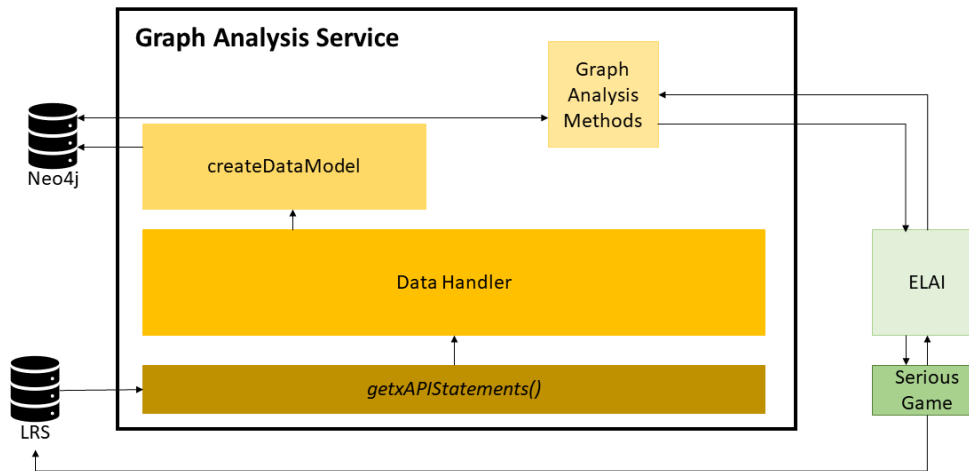 Graph Analysis Service
Graph
Analysis
Methods
Neo4j
createDataModel
Data Handler
ELAI
getxAPIStatements()
Serious
Game
LRS